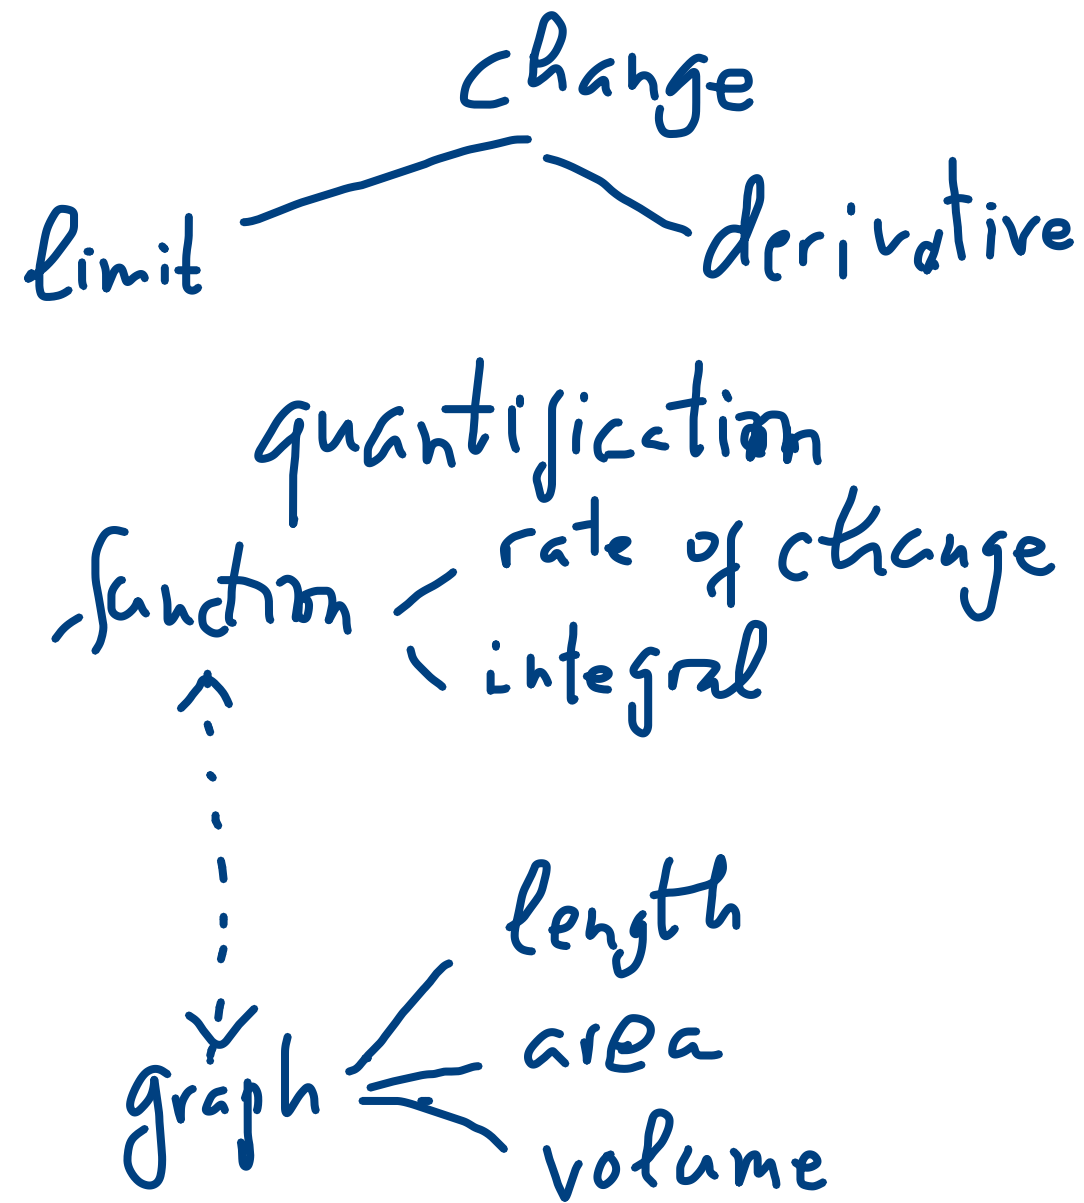 change
limit
derivative
quantification
function
rate of change
integral
length
area
graph
volume